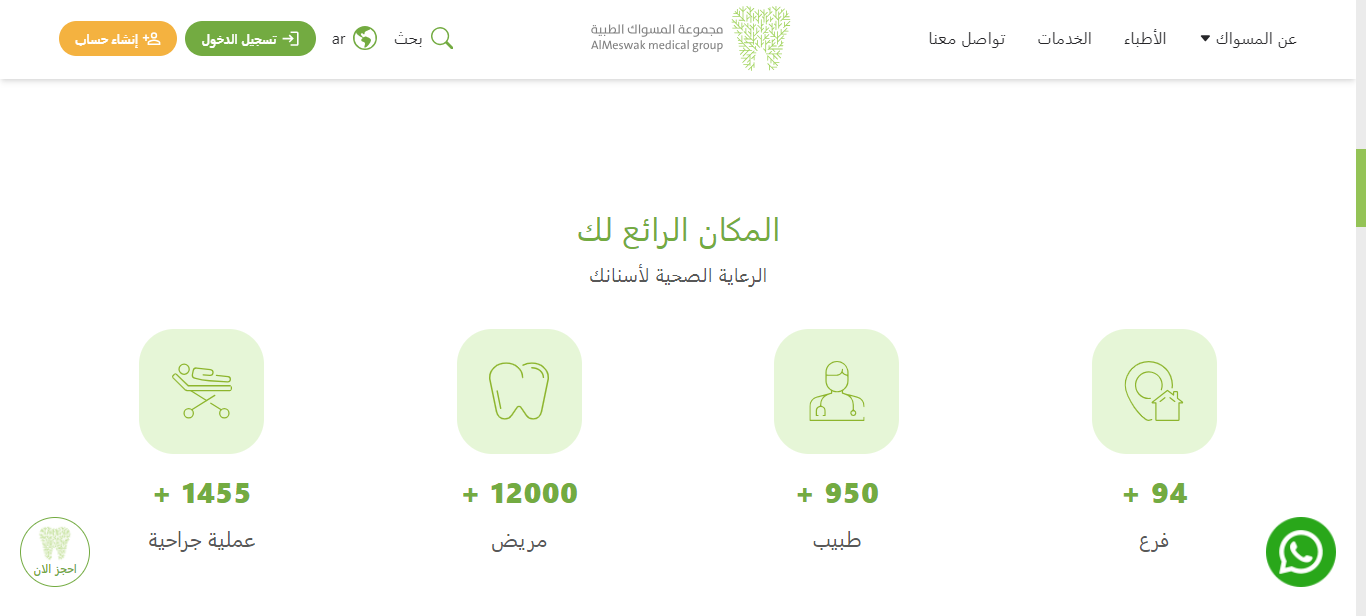 عن المسواك
الأطباء
الخدمات
تواصل معنا
مجموعة المسواك الطبية
AlMeswak medical group
بحث
ar
تسجيل الدخول
إنشاء حساب
المكان الرائع لك
الرعاية الصحية لأسنانك
94 +
950 +
12000 +
1455 +
فرع
طبيب
مريض
عملية جراحية
احجز الان